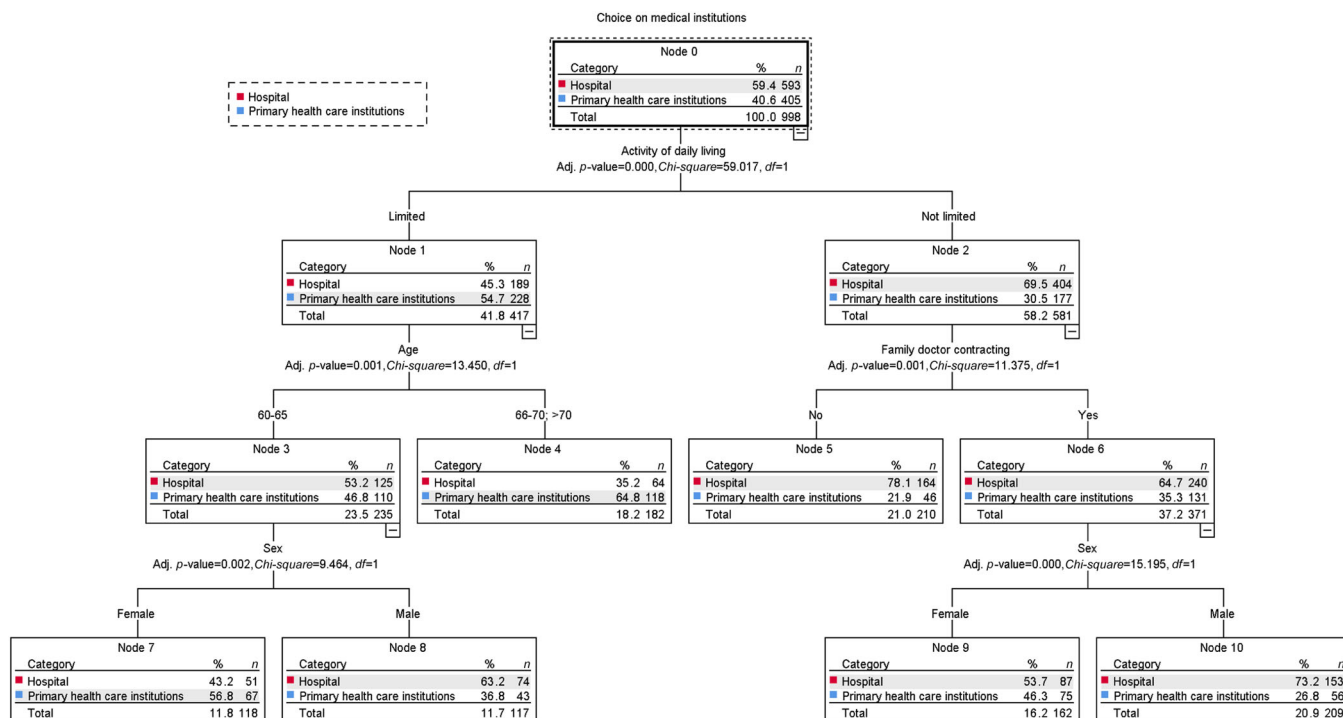 Choice on medical institutions
Node 0
Category % n
Hospital 59.4 593
Primary health care institutions 40.6 405
Total 100.0 998
Hospital
Primary health care institutions
Activity of daily living
Adj. p-value=0.000, Chi-square=59.017, df=1
Limited Not limited
Node 1
Category % n
Hospital 45.3 189
Primary health care institutions 54.7 228
Total 41.8 417
Node 2
Category % n
Hospital 69.5 404
Primary health care institutions 30.5 177
Total 58.2 581
Age
Adj. p-value=0.001, Chi-square=13.450, df=1
Family doctor contracting
Adj. p-value=0.001, Chi-square=11.375, df=1
60-65 66-70; >70 No Yes
Node 3
Category % n
Hospital 53.2 125
Primary health care institutions 46.8 110
Total 23.5 235
Node 4
Category % n
Hospital 35.2 64
Primary health care institutions 64.8 118
Total 18.2 182
Node 5
Category % n
Hospital 78.1 164
Primary health care institutions 21.9 46
Total 21.0 210
Node 6
Category % n
Hospital 64.7 240
Primary health care institutions 35.3 131
Total 37.2 371
Sex
Adj. p-value=0.002, Chi-square=9.464, df=1
Sex
Adj. p-value=0.000, Chi-square=15.195, df=1
Female Male Female Male
Node 7
Category % n
Hospital 43.2 51
Primary health care institutions 56.8 67
Total 11.8 118
Node 8
Category % n
Hospital 63.2 74
Primary health care institutions 36.8 43
Total 11.7 117
Node 9
Category % n
Hospital 53.7 87
Primary health care institutions 46.3 75
Total 16.2 162
Node 10
Category % n
Hospital 73.2 153
Primary health care institutions 26.8 56
Total 20.9 209